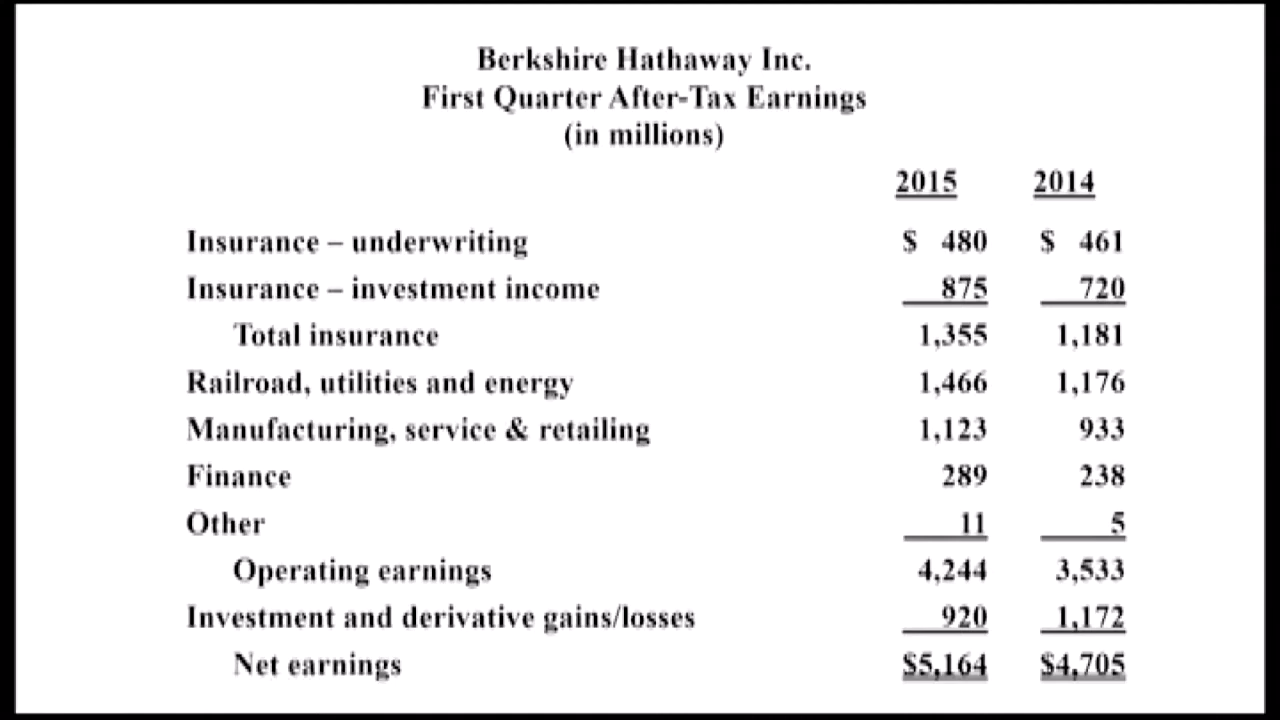 Berkshire Hathaway Inc.
First Quarter After-Tax Earnings
(in millions)
2015 2014
Insurance – underwriting $ 480 $ 461
Insurance – investment income 875 720
Total insurance 1,355 1,181
Railroad, utilities and energy 1,466 1,176
Manufacturing, service & retailing 1,123 933
Finance 289 238
Other 11 5
Operating earnings 4,244 3,533
Investment and derivative gains/losses 920 1,172
Net earnings $5,164 $4,705